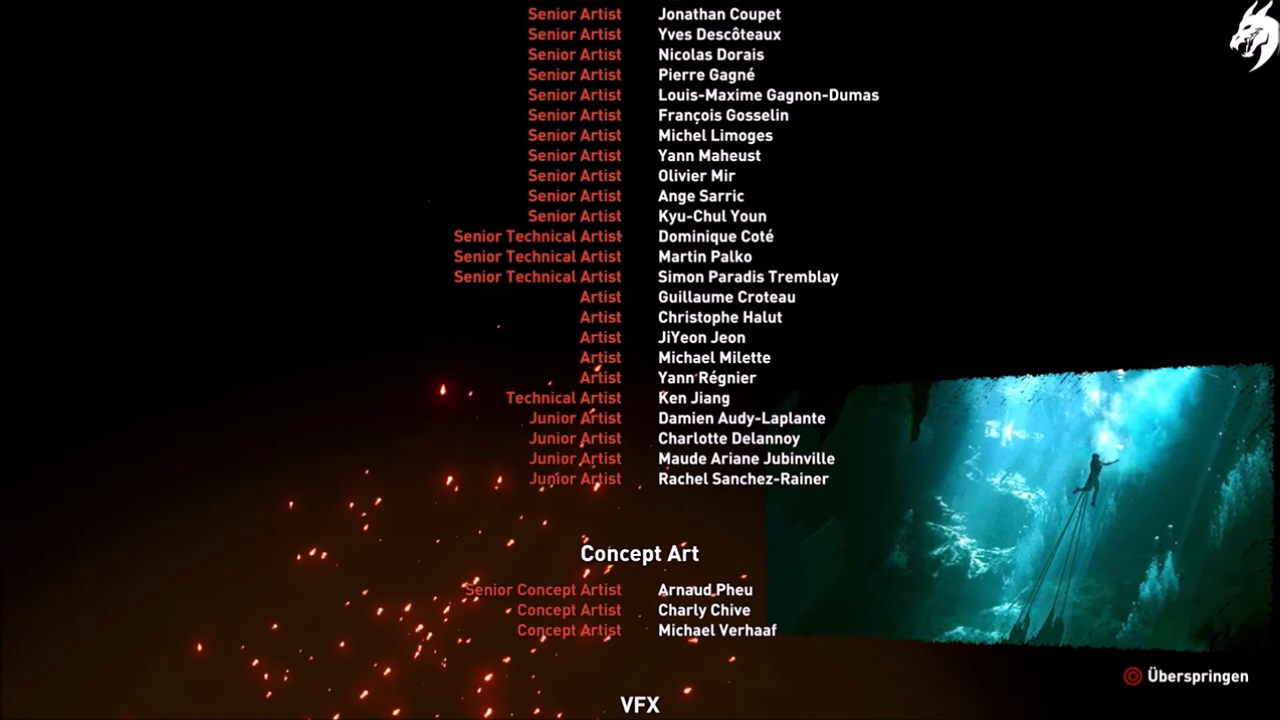 Senior Artist Jonathan Coupet
Senior Artist Yves Descôteaux
Senior Artist Nicolas Dorais
Senior Artist Pierre Gagné
Senior Artist Louis-Maxime Gagnon-Dumas
Senior Artist François Gosselin
Senior Artist Michel Limoges
Senior Artist Yann Maheust
Senior Artist Olivier Mir
Senior Artist Ange Sarric
Senior Artist Kyu-Chul Youn
Senior Technical Artist Dominique Coté
Senior Technical Artist Martin Palko
Senior Technical Artist Simon Paradis Tremblay
Artist Guillaume Croteau
Artist Christophe Halut
Artist JiYeon Jeon
Artist Michael Milette
Artist Yann Régnier
Technical Artist Ken Jiang
Junior Artist Damien Audy-Laplante
Junior Artist Charlotte Delannoy
Junior Artist Maude Ariane Jubinville
Junior Artist Rachel Sanchez-Rainer
Concept Art
Senior Concept Artist Arnaud Pheu
Concept Artist Charly Chive
Concept Artist Michael Verhaaf
Überspringen
VFX